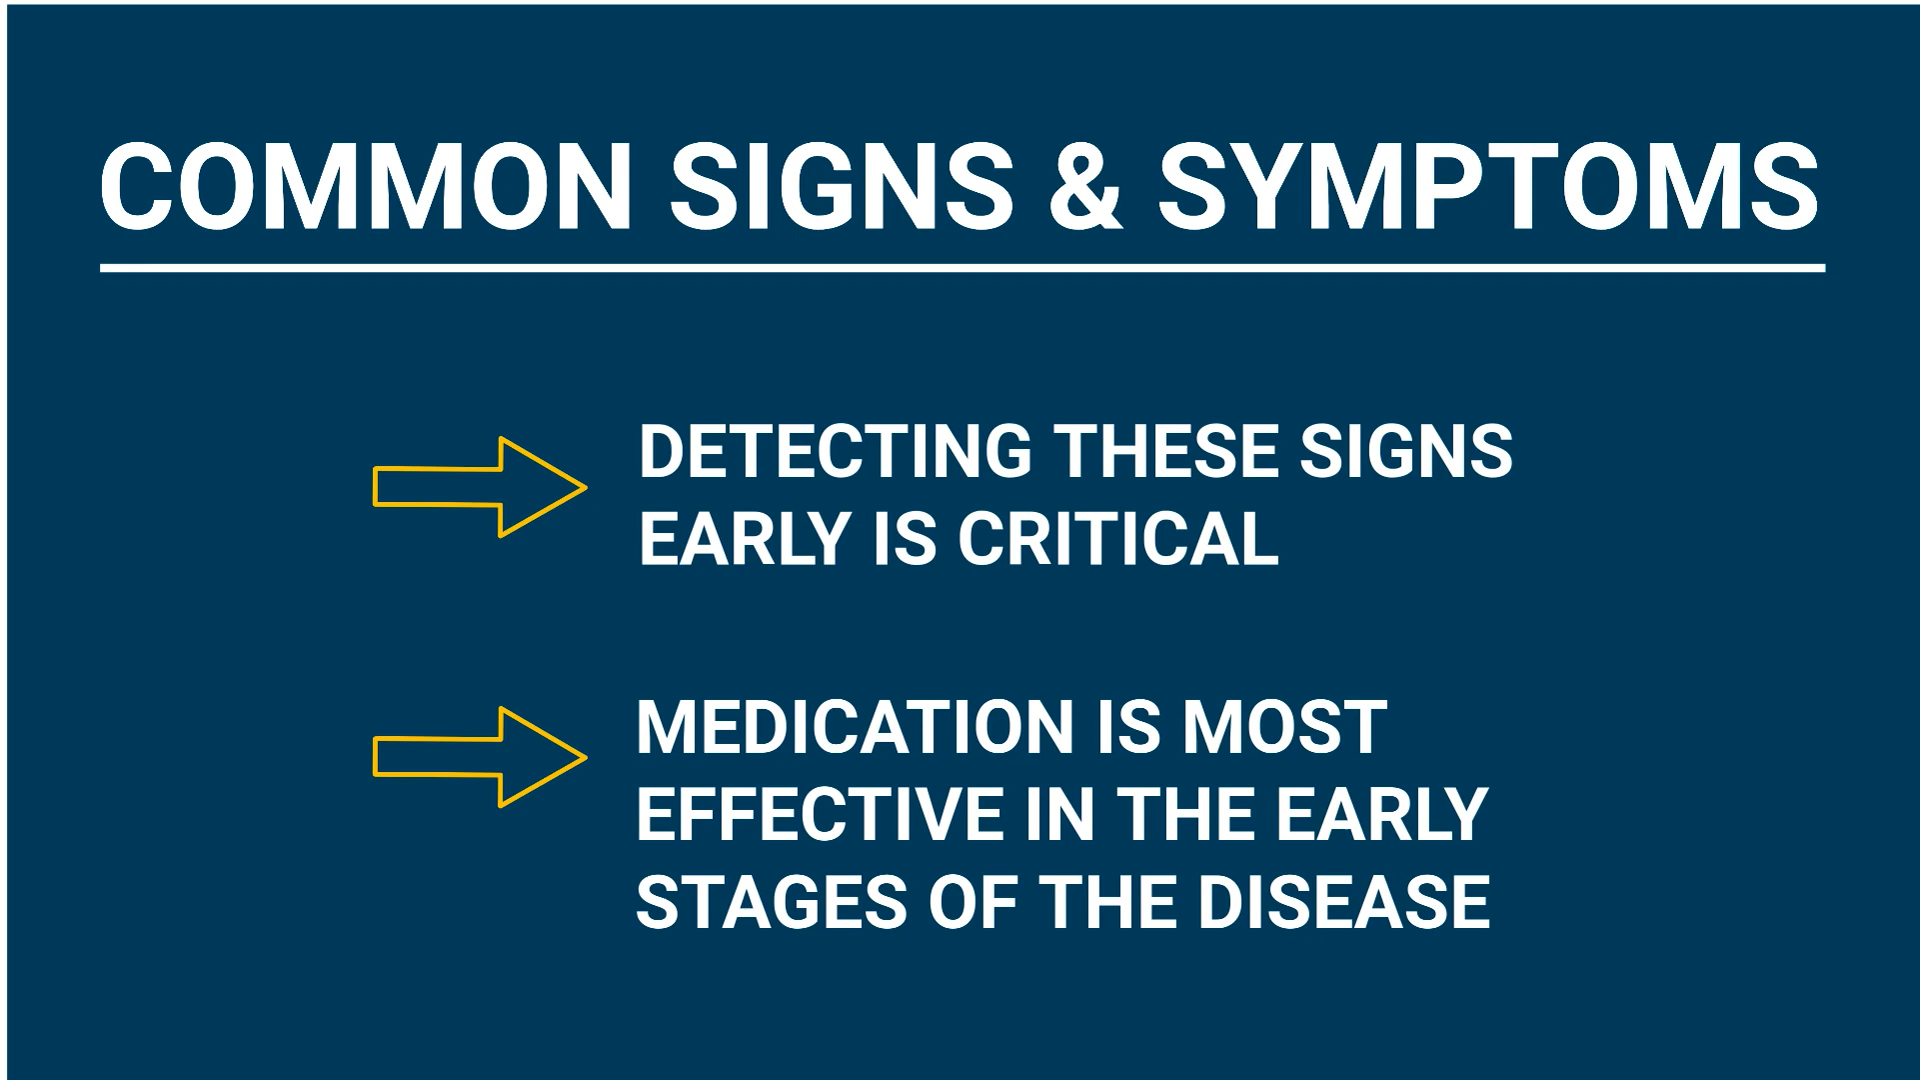 COMMON SIGNS & SYMPTOMS
DETECTING THESE SIGNS
EARLY IS CRITICAL
MEDICATION IS MOST
EFFECTIVE IN THE EARLY
STAGES OF THE DISEASE